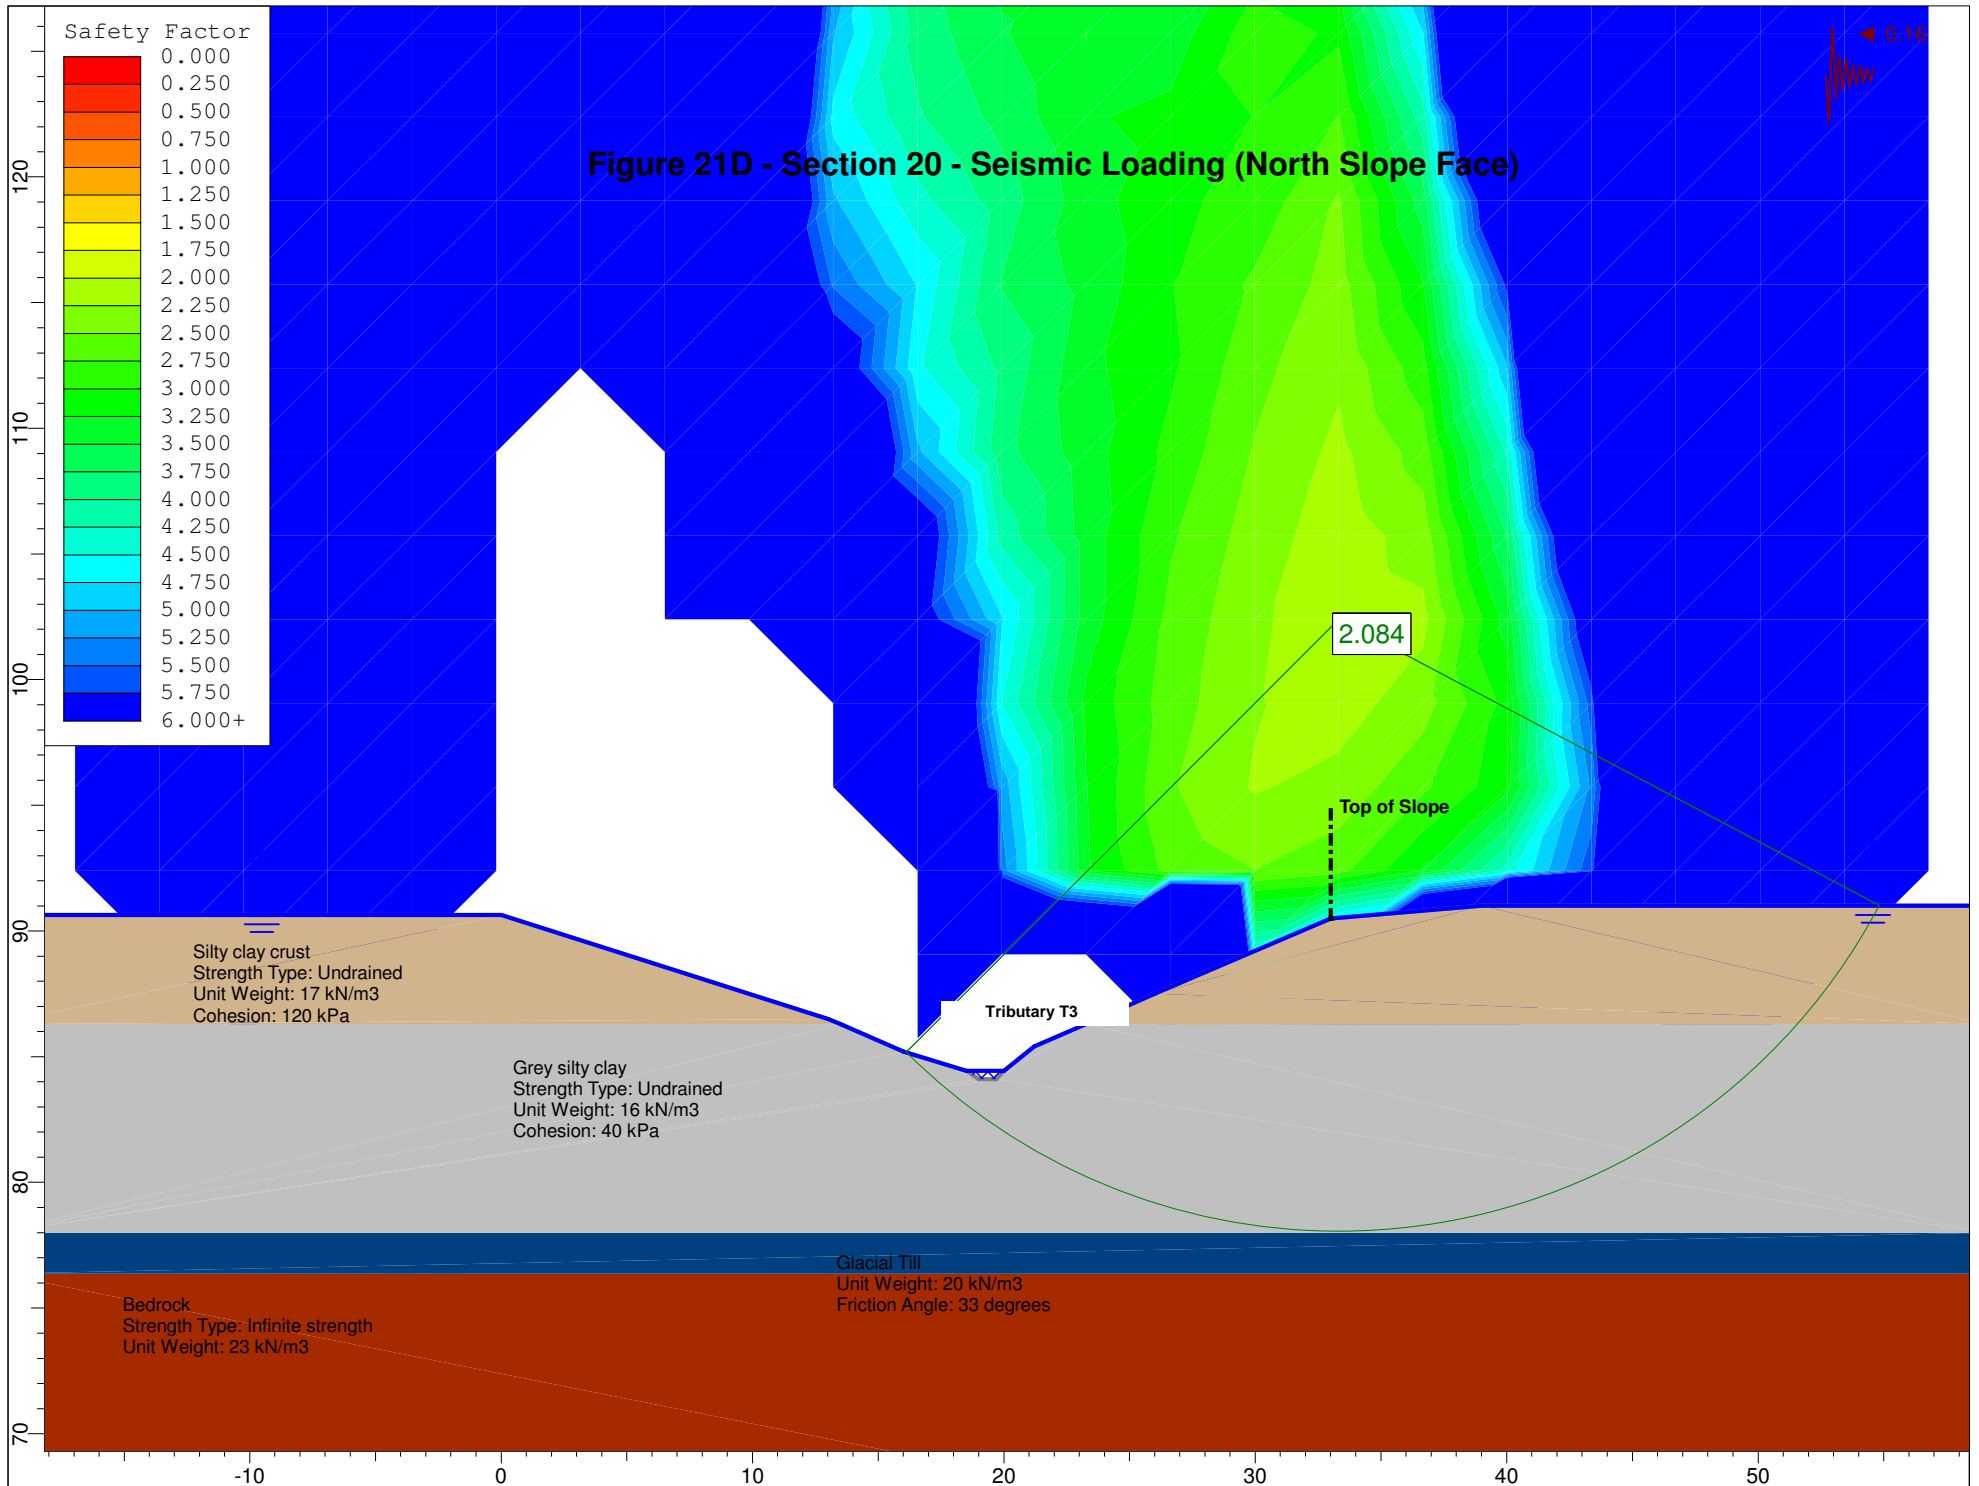 Safety Factor
0.000
0.250
0.500
0.750
1.000
1.250
1.500
1.750
2.000
2.250
2.500
2.750
3.000
3.250
3.500
3.750
4.000
4.250
4.500
4.750
5.000
5.250
5.500
5.750
6.000+
0.16
Figure 21D - Section 20 - Seismic Loading (North Slope Face)
2.084
Top of Slope
Tributary T3
Silty clay crust
Strength Type: Undrained
Unit Weight: 17 kN/m3
Cohesion: 120 kPa
Grey silty clay
Strength Type: Undrained
Unit Weight: 16 kN/m3
Cohesion: 40 kPa
Glacial Till
Unit Weight: 20 kN/m3
Friction Angle: 33 degrees
Bedrock
Strength Type: Infinite strength
Unit Weight: 23 kN/m3
120
110
100
90
80
70
-10
0
10
20
30
40
50